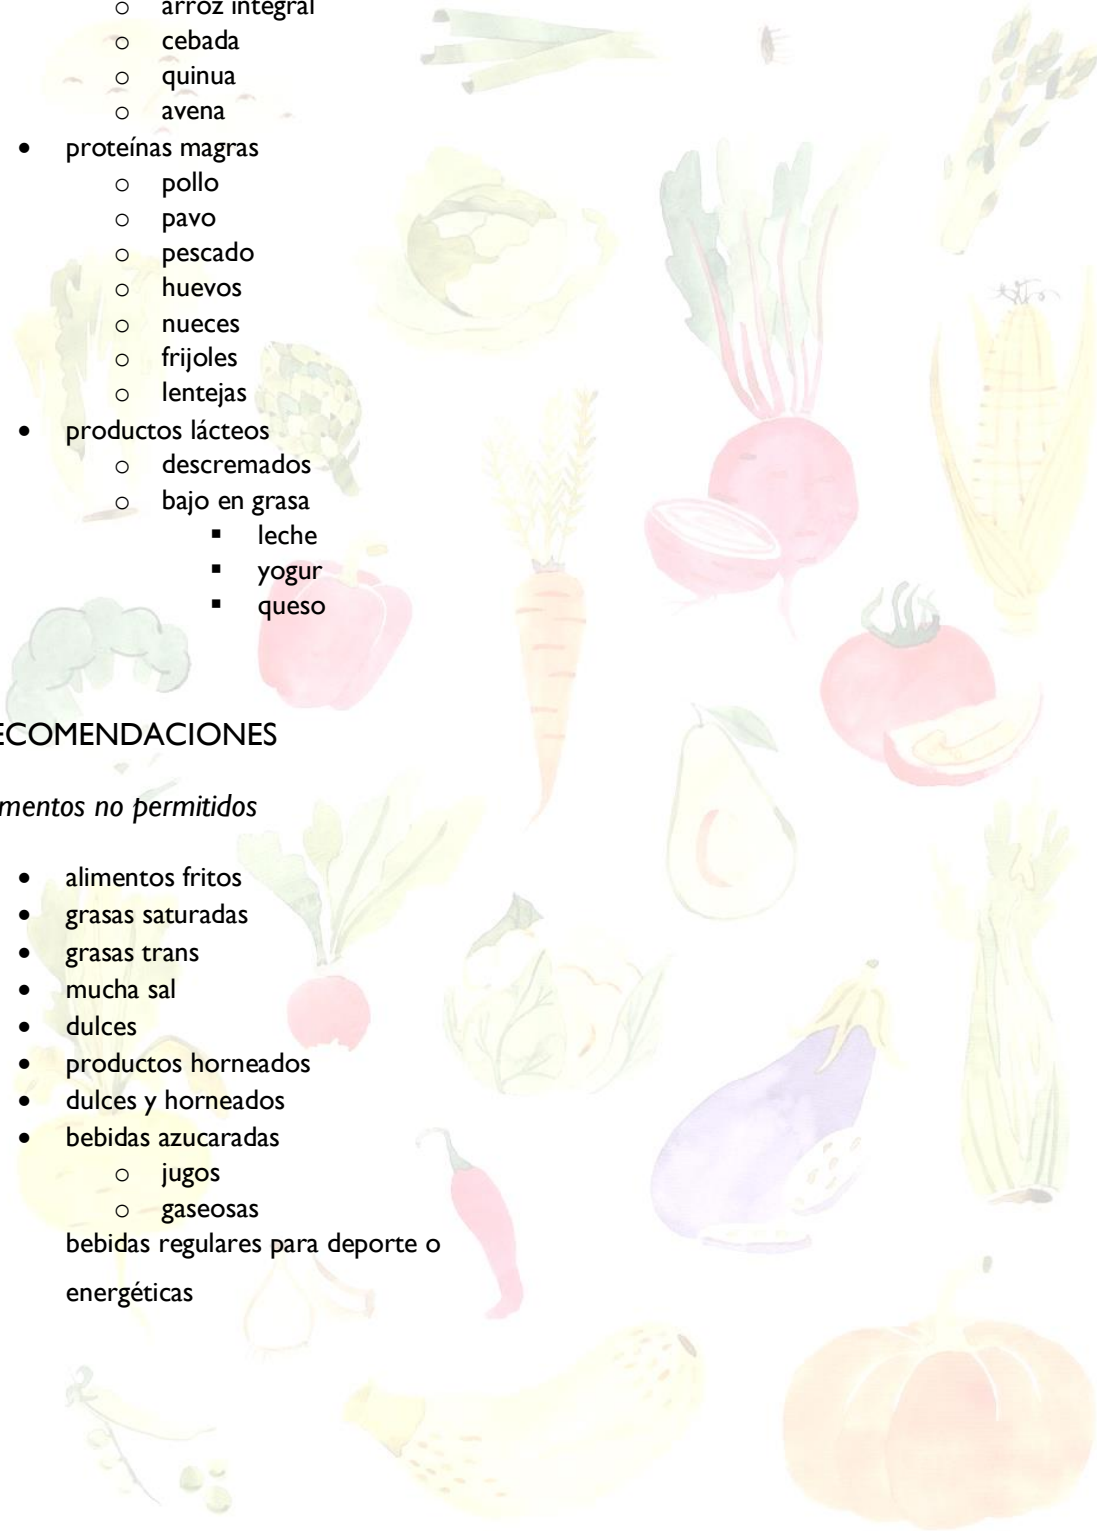 o arroz integral
o cebada
o quinua
o avena
• proteínas magras
o pollo
o pavo
o pescado
o huevos
o nueces
o frijoles
o lentejas
• productos lácteos
o descremados
o bajo en grasa
▪ leche
▪ yogur
▪ queso
ECOMENDACIONES
mentos no permitidos
• alimentos fritos
• grasas saturadas
• grasas trans
• mucha sal
• dulces
• productos horneados
• dulces y horneados
• bebidas azucaradas
o jugos
o gaseosas
bebidas regulares para deporte o
energéticas